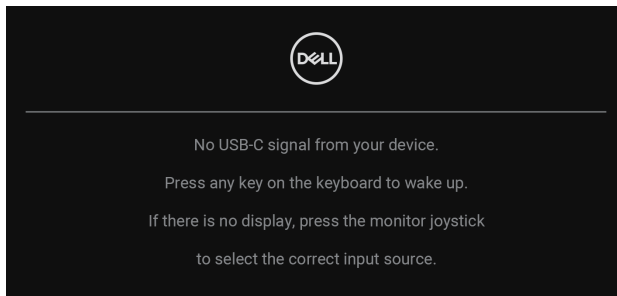 DELL
No USB-C signal from your device.
Press any key on the keyboard to wake up.
If there is no display, press the monitor joystick
to select the correct input source.